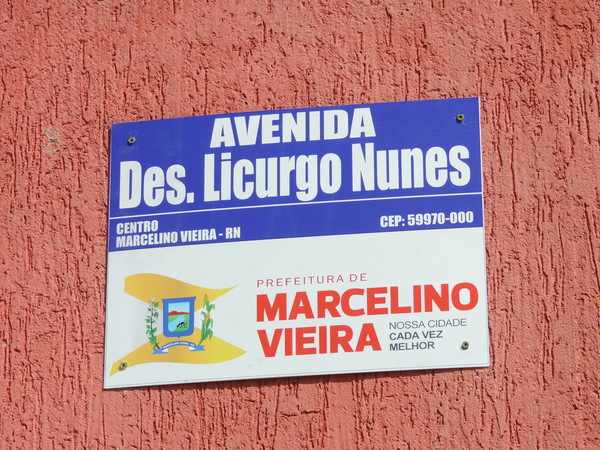 AVENIDA
Des. Licurgo Nunes
CENTRO
MARCELINO VIEIRA - RN
CEP: 59970-000
PREFEITURA DE
MARCELINO
VIEIRA
NOSSA CIDADE
CADA VEZ
MELHOR